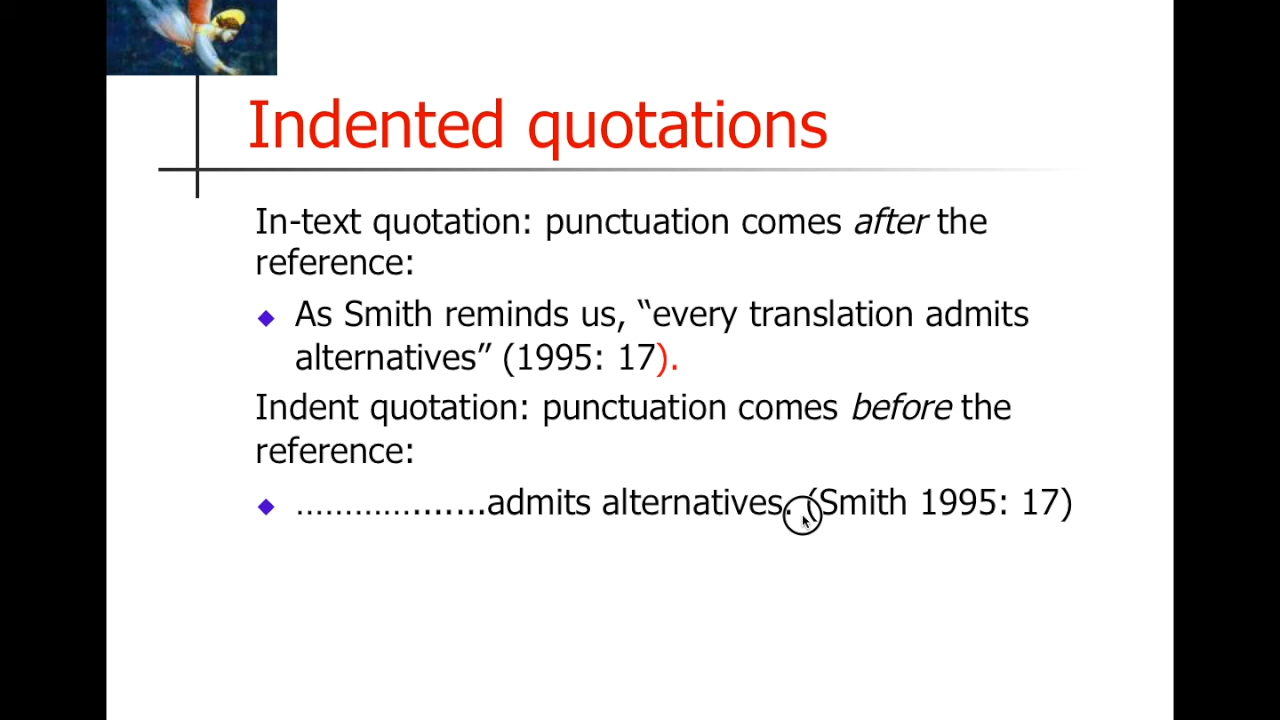 Indented quotations
In-text quotation: punctuation comes after the
reference:
As Smith reminds us, “every translation admits
alternatives” (1995: 17).
Indent quotation: punctuation comes before the
reference:
………….......admits alternatives. (Smith 1995: 17)